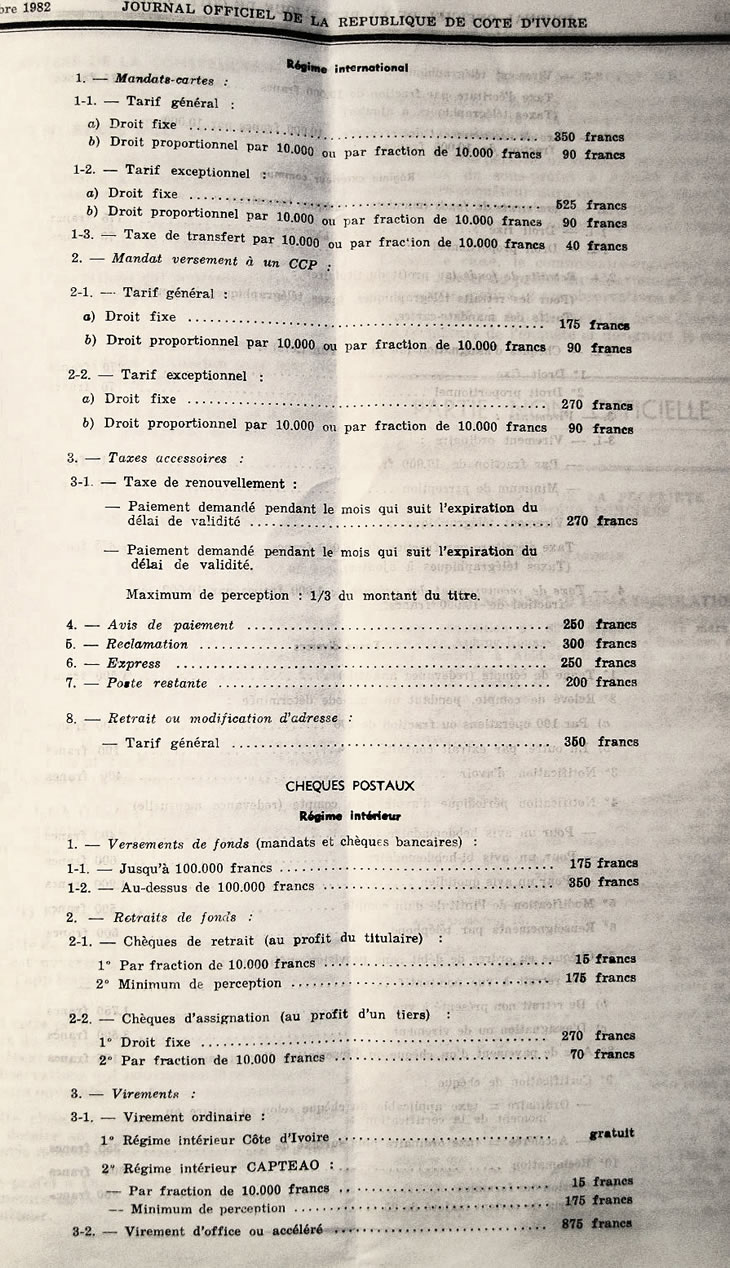 bre 1982 JOURNAL OFFICIEL DE LA REPUBLIQUE DE COTE D'IVOIRE
Régime international
1. — Mandats-cartes :
1-1. — Tarif général :
a) Droit fixe ........ 350 francs
b) Droit proportionnel par 10.000 ou par fraction de 10.000 francs 90 francs
1-2. — Tarif exceptionnel :
a) Droit fixe ........ 525 francs
b) Droit proportionnel par 10.000 ou par fraction de 10.000 francs 90 francs
1-3. — Taxe de transfert par 10.000 ou par fraction de 10.000 francs 40 francs
2. — Mandat versement à un CCP :
2-1. — Tarif général :
a) Droit fixe ........ 175 francs
b) Droit proportionnel par 10.000 ou par fraction de 10.000 francs 90 francs
2-2. — Tarif exceptionnel :
a) Droit fixe ........ 270 francs
b) Droit proportionnel par 10.000 ou par fraction de 10.000 francs 90 francs
3. — Taxes accessoires :
3-1. — Taxe de renouvellement :
— Paiement demandé pendant le mois qui suit l'expiration du
délai de validité ........ 270 francs
— Paiement demandé pendant le mois qui suit l'expiration du
délai de validité.
Maximum de perception : 1/3 du montant du titre.
4. — Avis de paiement ........ 250 francs
5. — Reclamation ........ 300 francs
6. — Express ........ 250 francs
7. — Poste restante ........ 200 francs
8. — Retrait ou modification d'adresse :
— Tarif général ........ 350 francs
CHEQUES POSTAUX
Régime intérieur
1. — Versements de fonds (mandats et chèques bancaires) :
1-1. — Jusqu'à 100.000 francs ........ 175 francs
1-2. — Au-dessus de 100.000 francs ........ 350 francs
2. — Retraits de fonds :
2-1. — Chèques de retrait (au profit du titulaire) :
1° Par fraction de 10.000 francs ........ 15 francs
2° Minimum de perception ........ 175 francs
2-2. — Chèques d'assignation (au profit d'un tiers) :
1° Droit fixe ........ 270 francs
2° Par fraction de 10.000 francs ........ 70 francs
3. — Virements :
3-1. — Virement ordinaire :
1° Régime intérieur Côte d'Ivoire ........ gratuit
2° Régime intérieur CAPTEAO :
— Par fraction de 10.000 francs ........ 15 francs
— Minimum de perception ........ 175 francs
3-2. — Virement d'office ou accéléré ........ 875 francs